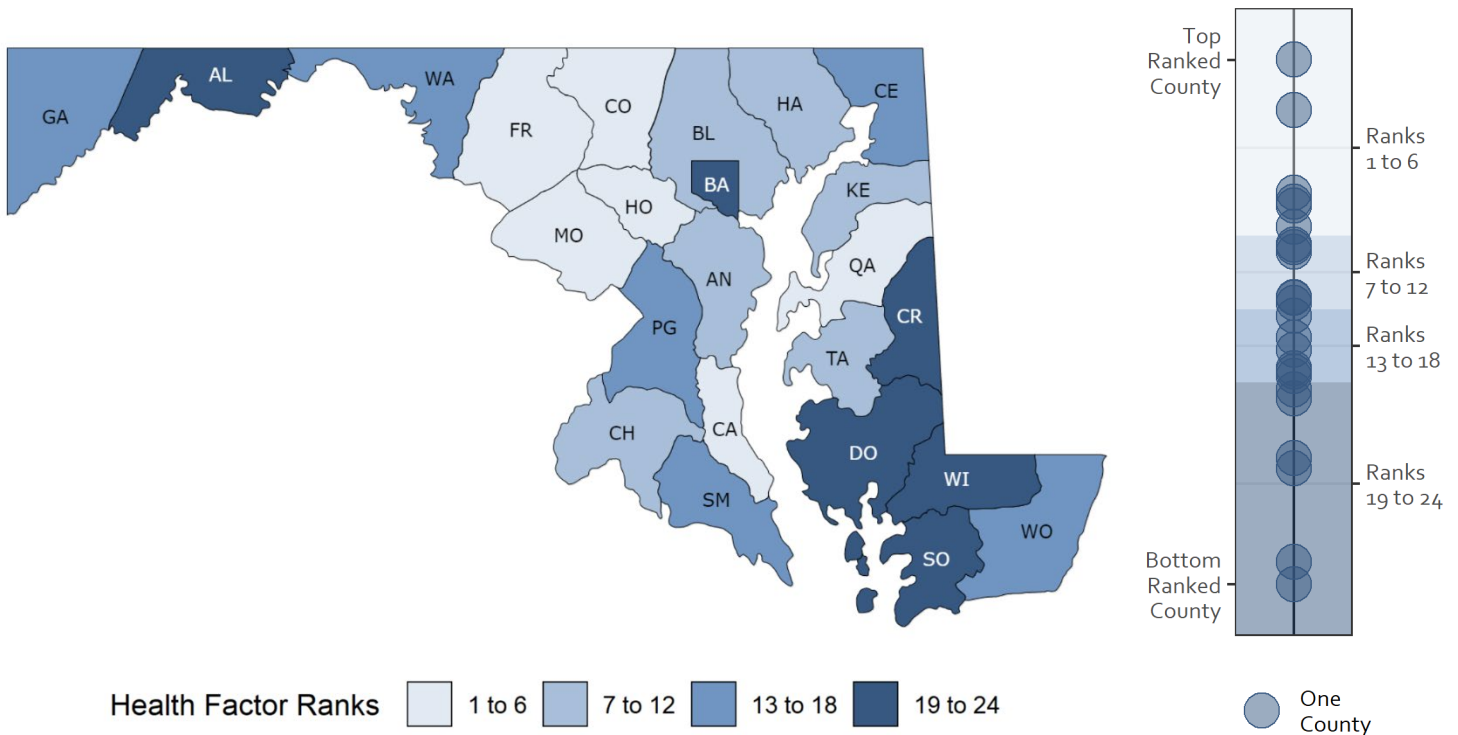 GA
AL
WA
FR
CO
BL
HA
CE
BA
KE
HO
MO
AN
QA
PG
CR
TA
CH
CA
DO
SM
WI
WO
SO
Health Factor Ranks
1 to 6
7 to 12
13 to 18
19 to 24
Top
Ranked
County
Ranks
1 to 6
Ranks
7 to 12
Ranks
13 to 18
Ranks
19 to 24
Bottom
Ranked
County
One
County